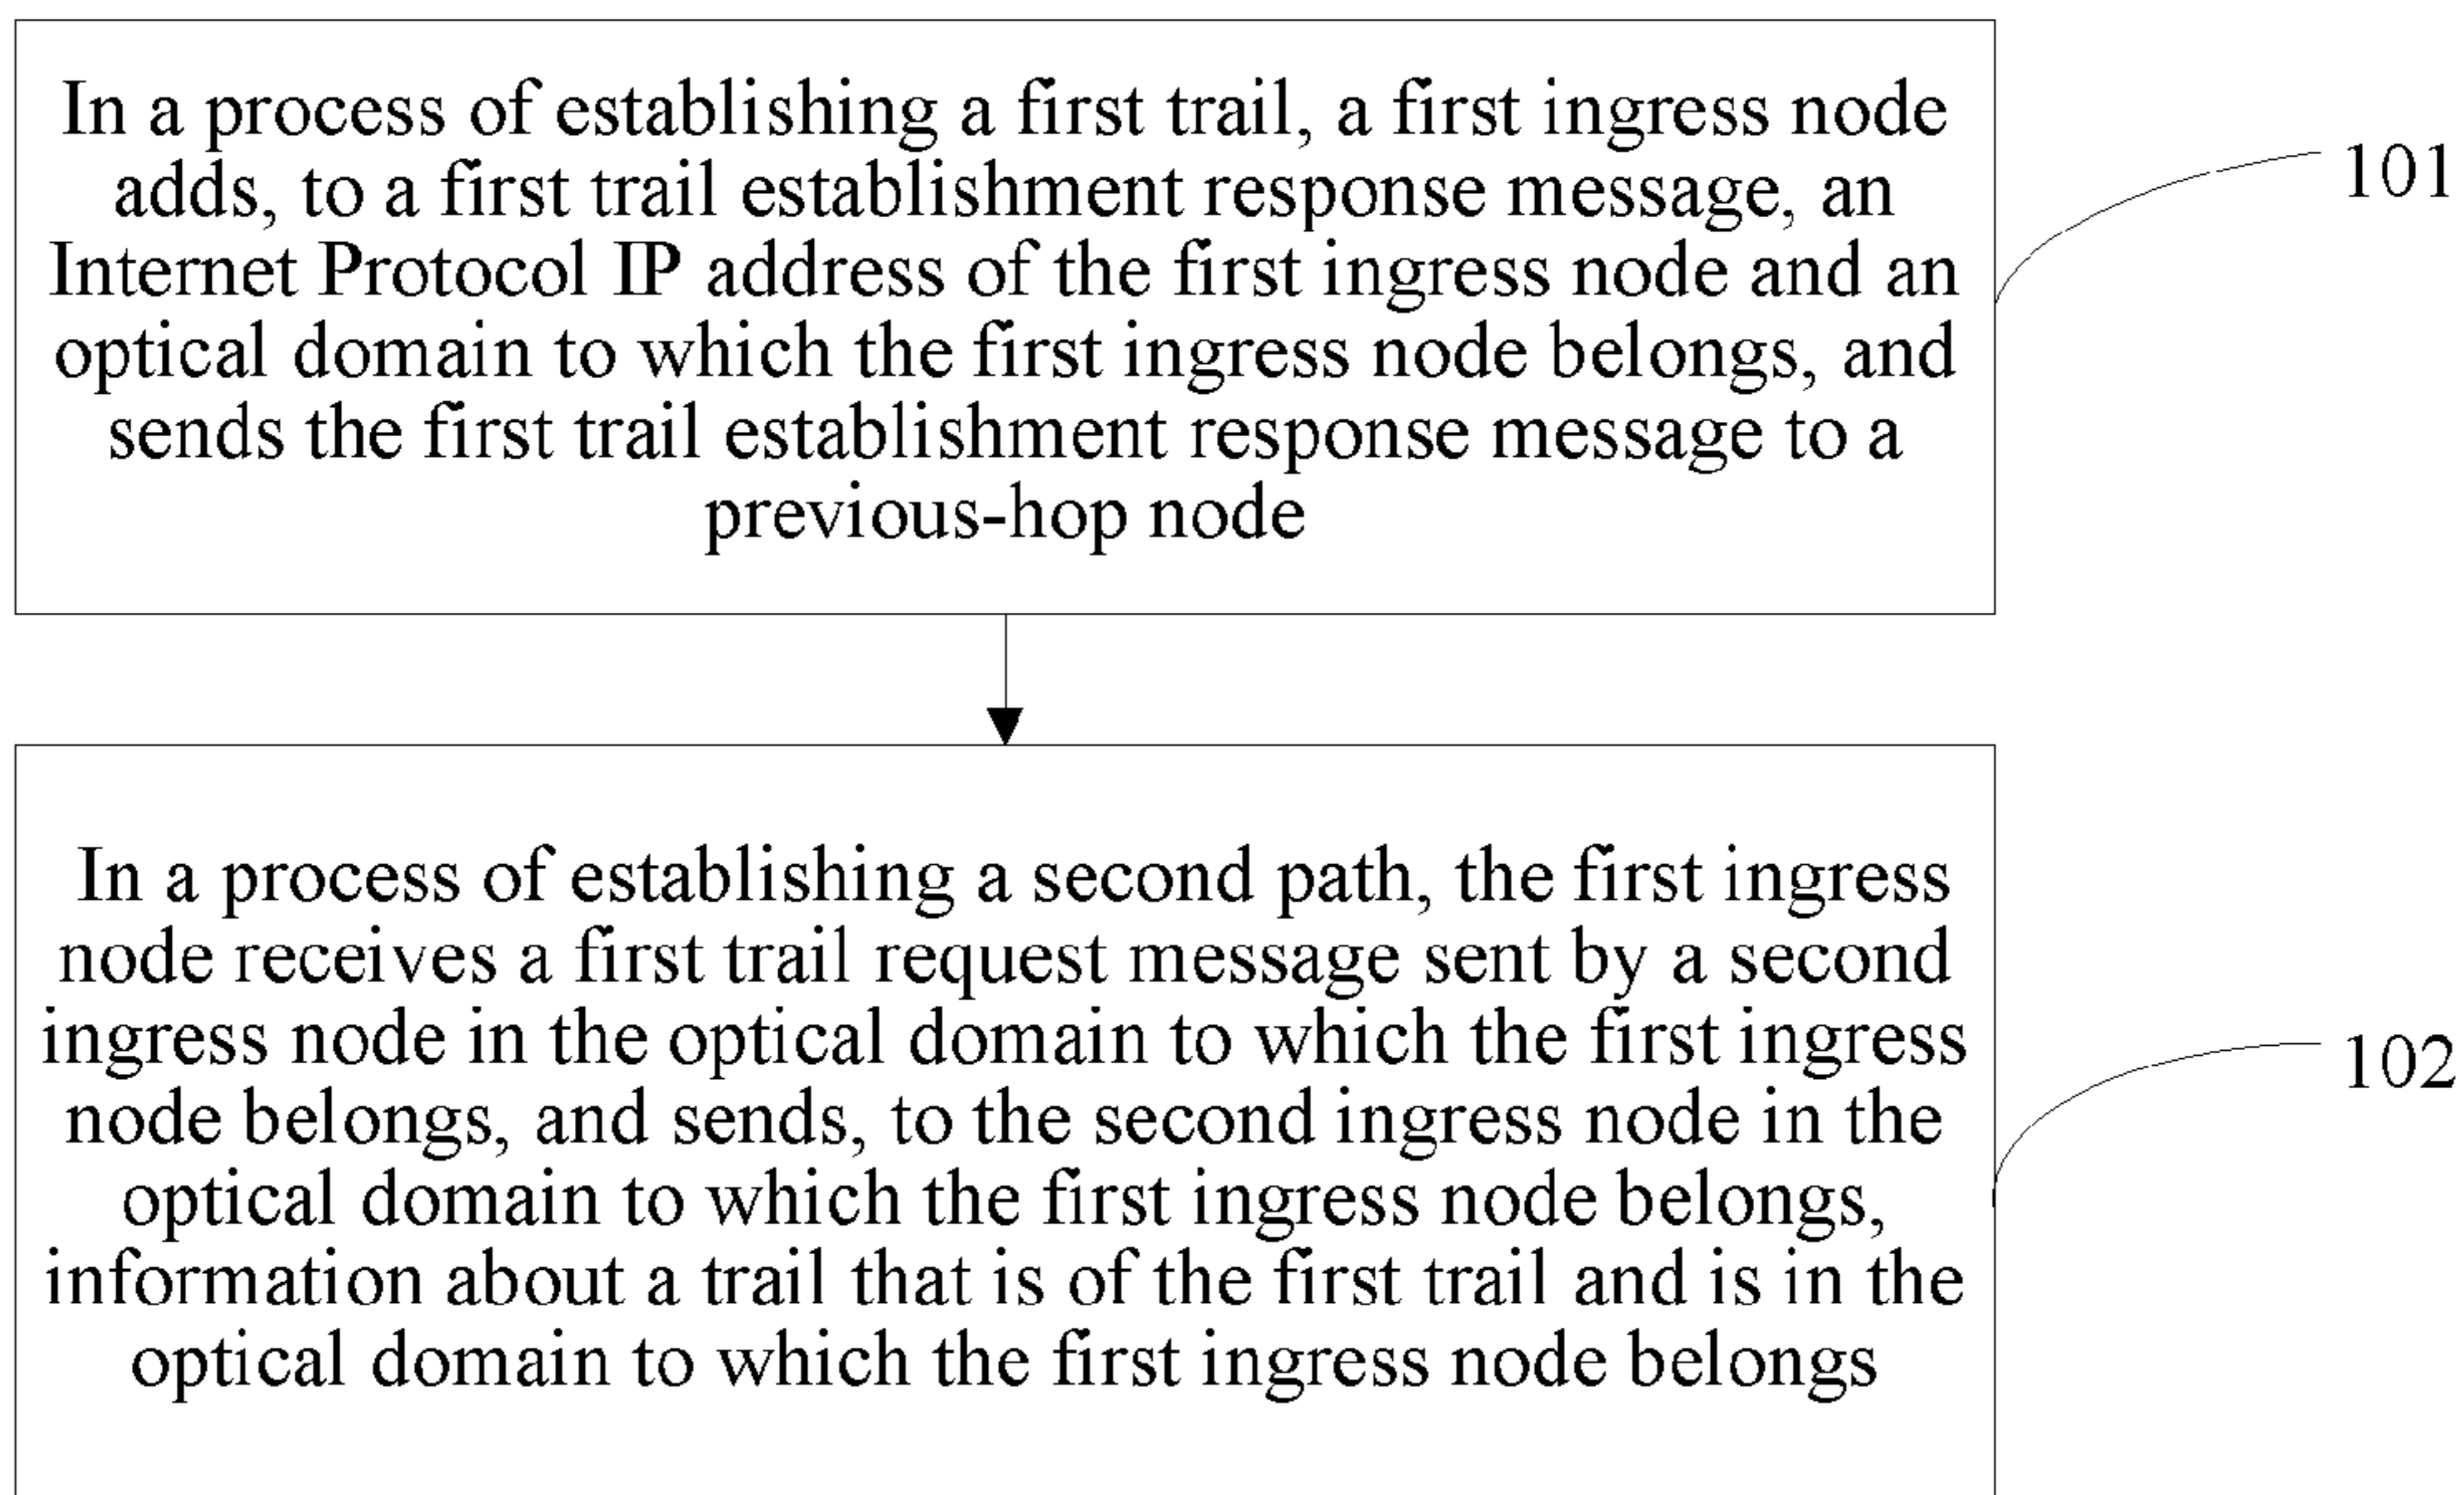 In a process of establishing a first trail, a first ingress node
adds, to a first trail establishment response message, an
Internet Protocol IP address of the first ingress node and an
optical domain to which the first ingress node belongs, and
sends the first trail establishment response message to a
previous-hop node
101
In a process of establishing a second path, the first ingress
node receives a first trail request message sent by a second
ingress node in the optical domain to which the first ingress
node belongs, and sends, to the second ingress node in the
optical domain to which the first ingress node belongs,
information about a trail that is of the first trail and is in the
optical domain to which the first ingress node belongs
102